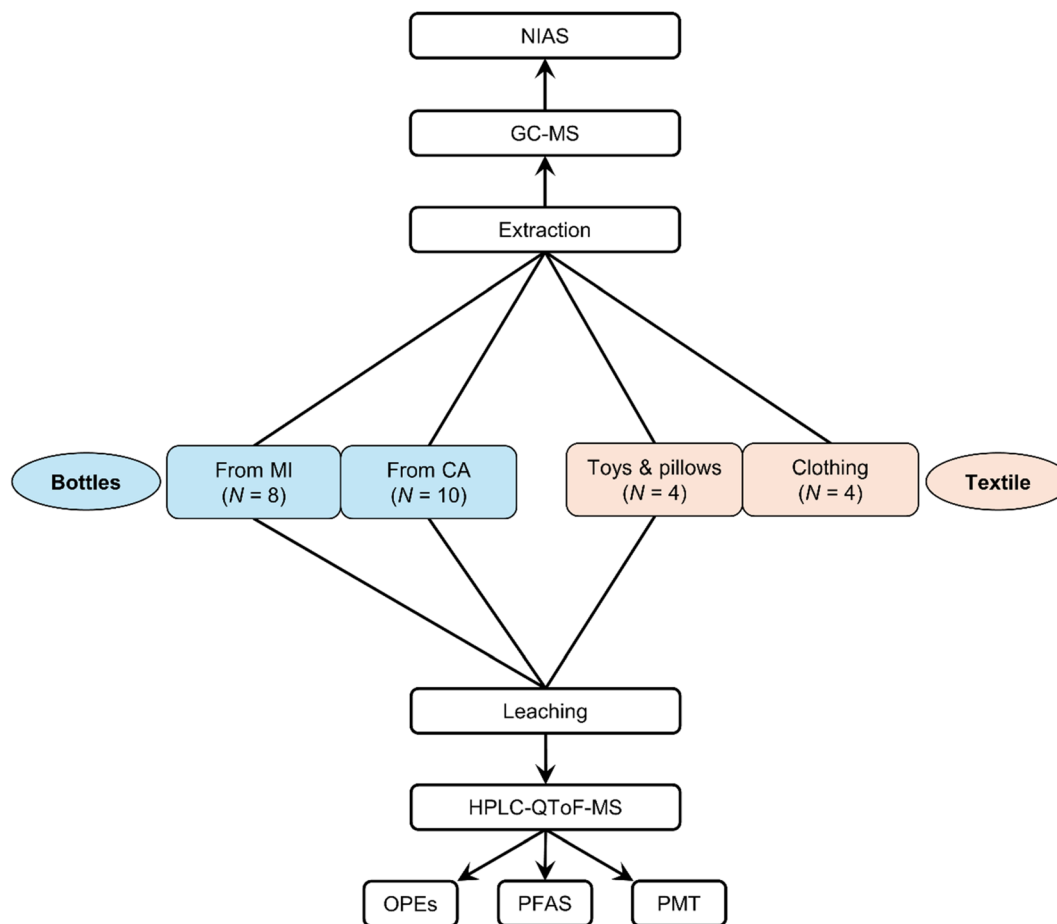 NIAS
GC-MS
Extraction
Bottles
From MI
(N = 8)
From CA
(N = 10)
Toys & pillows
(N = 4)
Clothing
(N = 4)
Textile
Leaching
HPLC-QToF-MS
OPEs
PFAS
PMT